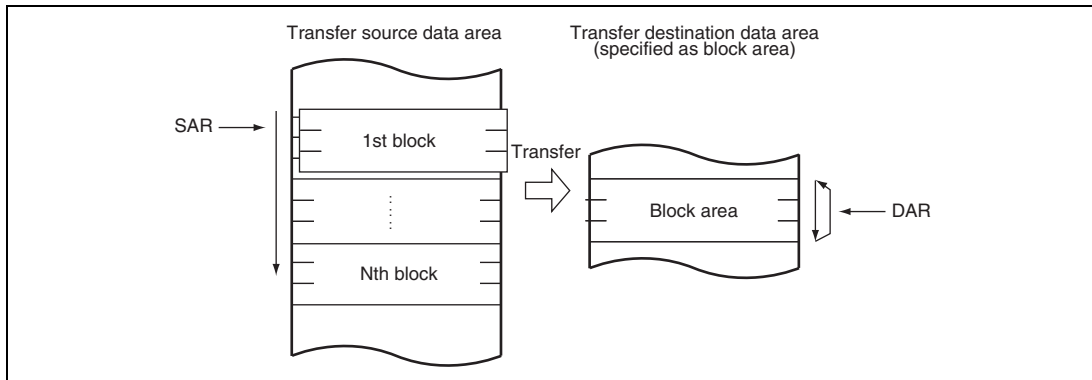 Transfer source data area
Transfer destination data area
(specified as block area)
SAR
1st block
Transfer
Block area
DAR
Nth block